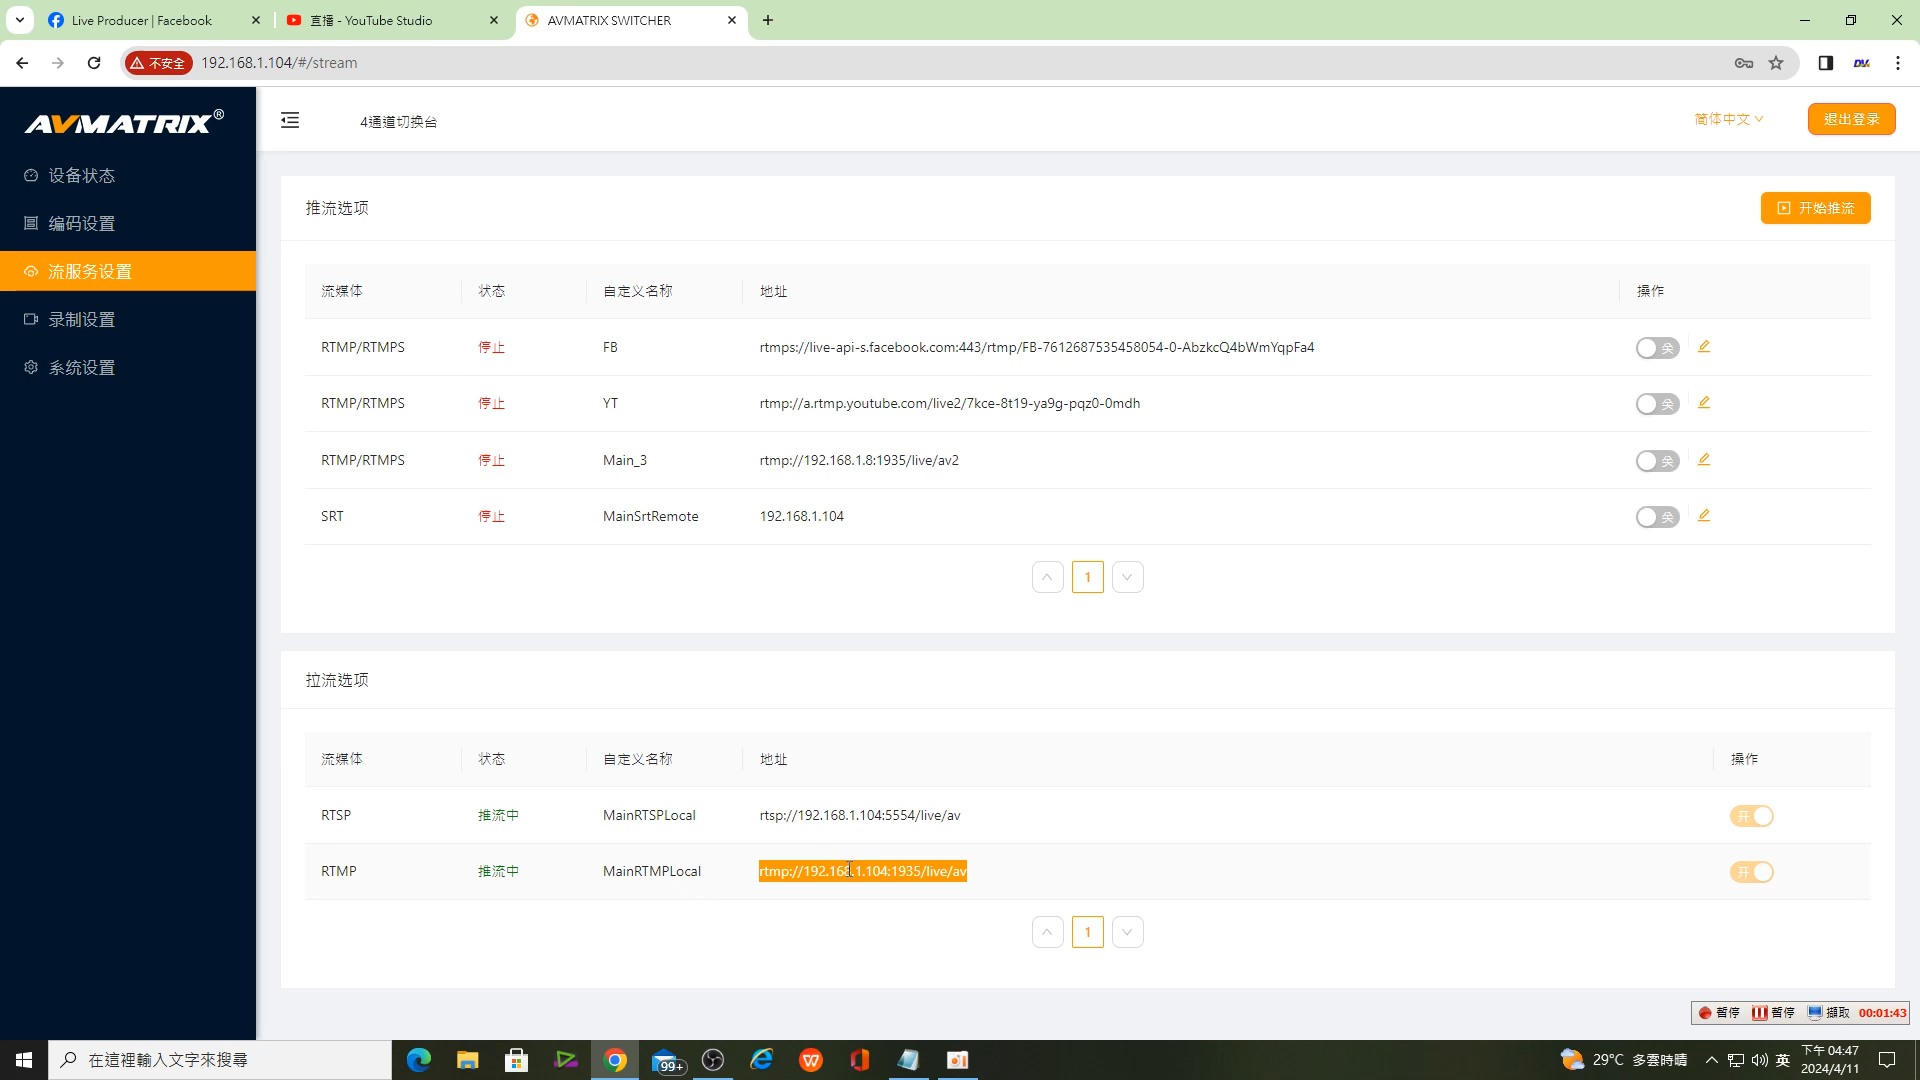 Live Producer | Facebook
直播 - YouTube Studio
AVMATRIX SWITCHER
不安全
192.168.1.104/#/stream
AVMATRIX®
4通道切换台
简体中文
退出登录
设备状态
编码设置
流服务设置
录制设置
系统设置
推流选项
开始推流
流媒体 状态 自定义名称 地址 操作
RTMP/RTMPS 停止 FB rtmps://live-api-s.facebook.com:443/rtmp/FB-7612687535458054-0-AbzkcQ4bWmYqpFa4 关
RTMP/RTMPS 停止 YT rtmp://a.rtmp.youtube.com/live2/7kce-8t19-ya9g-pqz0-0mdh 关
RTMP/RTMPS 停止 Main_3 rtmp://192.168.1.8:1935/live/av2 关
SRT 停止 MainSrtRemote 192.168.1.104 关
1
拉流选项
流媒体 状态 自定义名称 地址 操作
RTSP 推流中 MainRTSPLocal rtsp://192.168.1.104:5554/live/av 开
RTMP 推流中 MainRTMPLocal rtmp://192.168.1.104:1935/live/av 开
1
暫停 暫停 擷取 00:01:43
在這裡輸入文字來搜尋
99+
29°C 多雲時晴
英
下午 04:47
2024/4/11